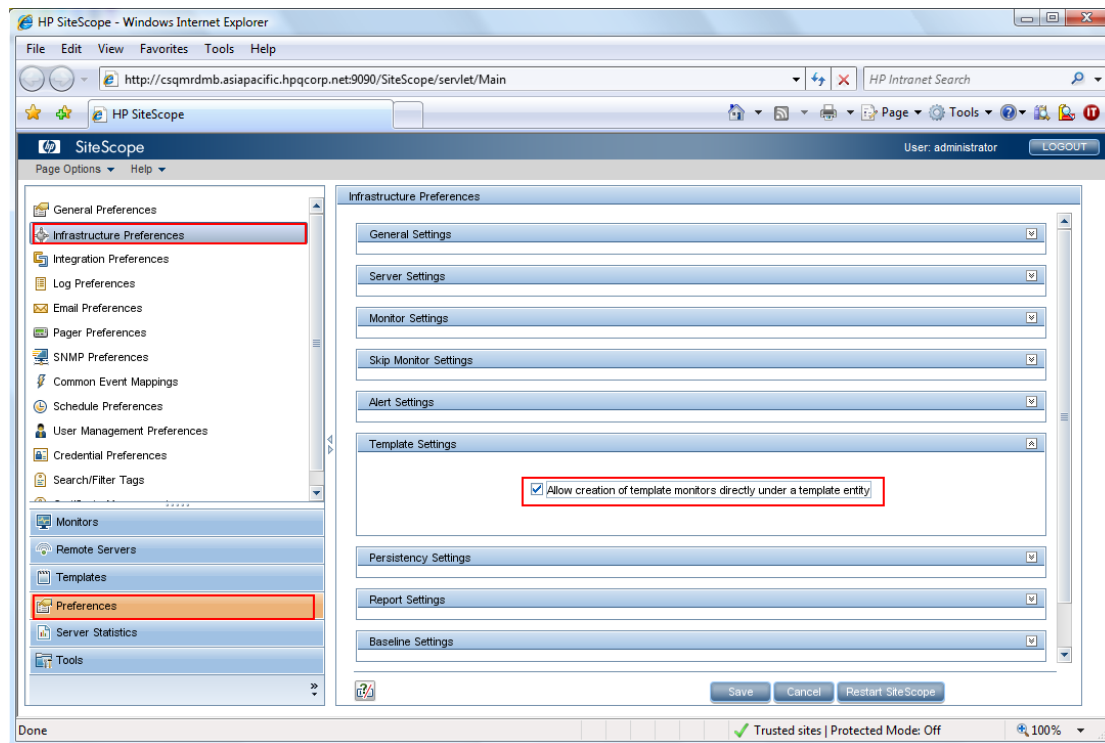 HP SiteScope - Windows Internet Explorer
File Edit View Favorites Tools Help
http://csqmrdmb.asiapacific.hpqcorp.net:9090/SiteScope/servlet/Main
HP Intranet Search
HP SiteScope
Page Tools
hp SiteScope
User: administrator LOGOUT
Page Options Help
General Preferences
Infrastructure Preferences
Integration Preferences
Log Preferences
Email Preferences
Pager Preferences
SNMP Preferences
Common Event Mappings
Schedule Preferences
User Management Preferences
Credential Preferences
Search/Filter Tags
Monitors
Remote Servers
Templates
Preferences
Server Statistics
Tools
Infrastructure Preferences
General Settings
Server Settings
Monitor Settings
Skip Monitor Settings
Alert Settings
Template Settings
Allow creation of template monitors directly under a template entity
Persistency Settings
Report Settings
Baseline Settings
Save Cancel Restart SiteScope
Done
Trusted sites | Protected Mode: Off
100%